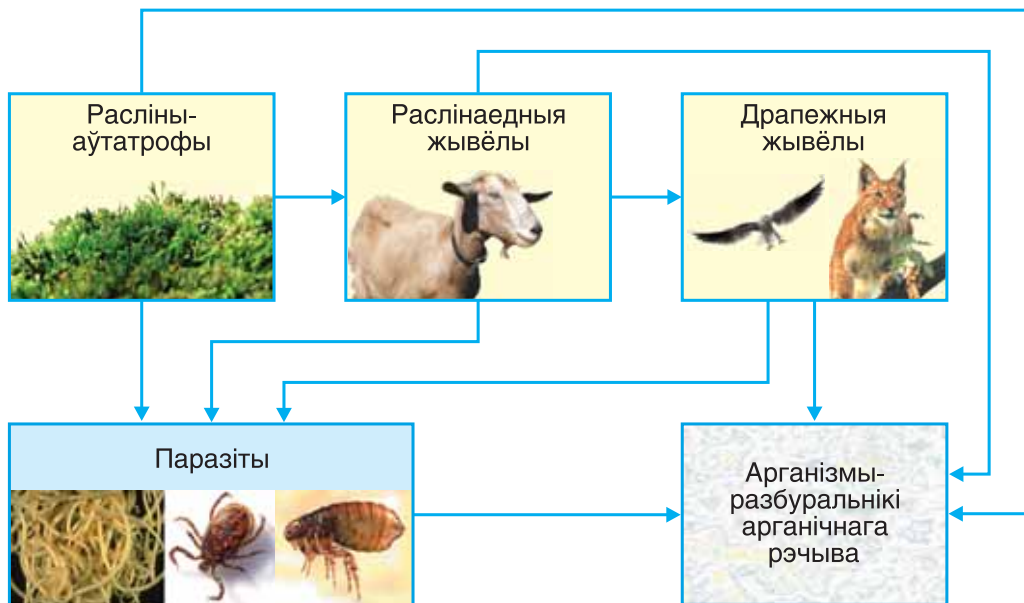 Расліны-
аўтатрофы
Раслінаедныя
жывёлы
Драпежныя
жывёлы
Паразіты
Арганізмы-
разбуральнікі
арганічнага
рэчыва